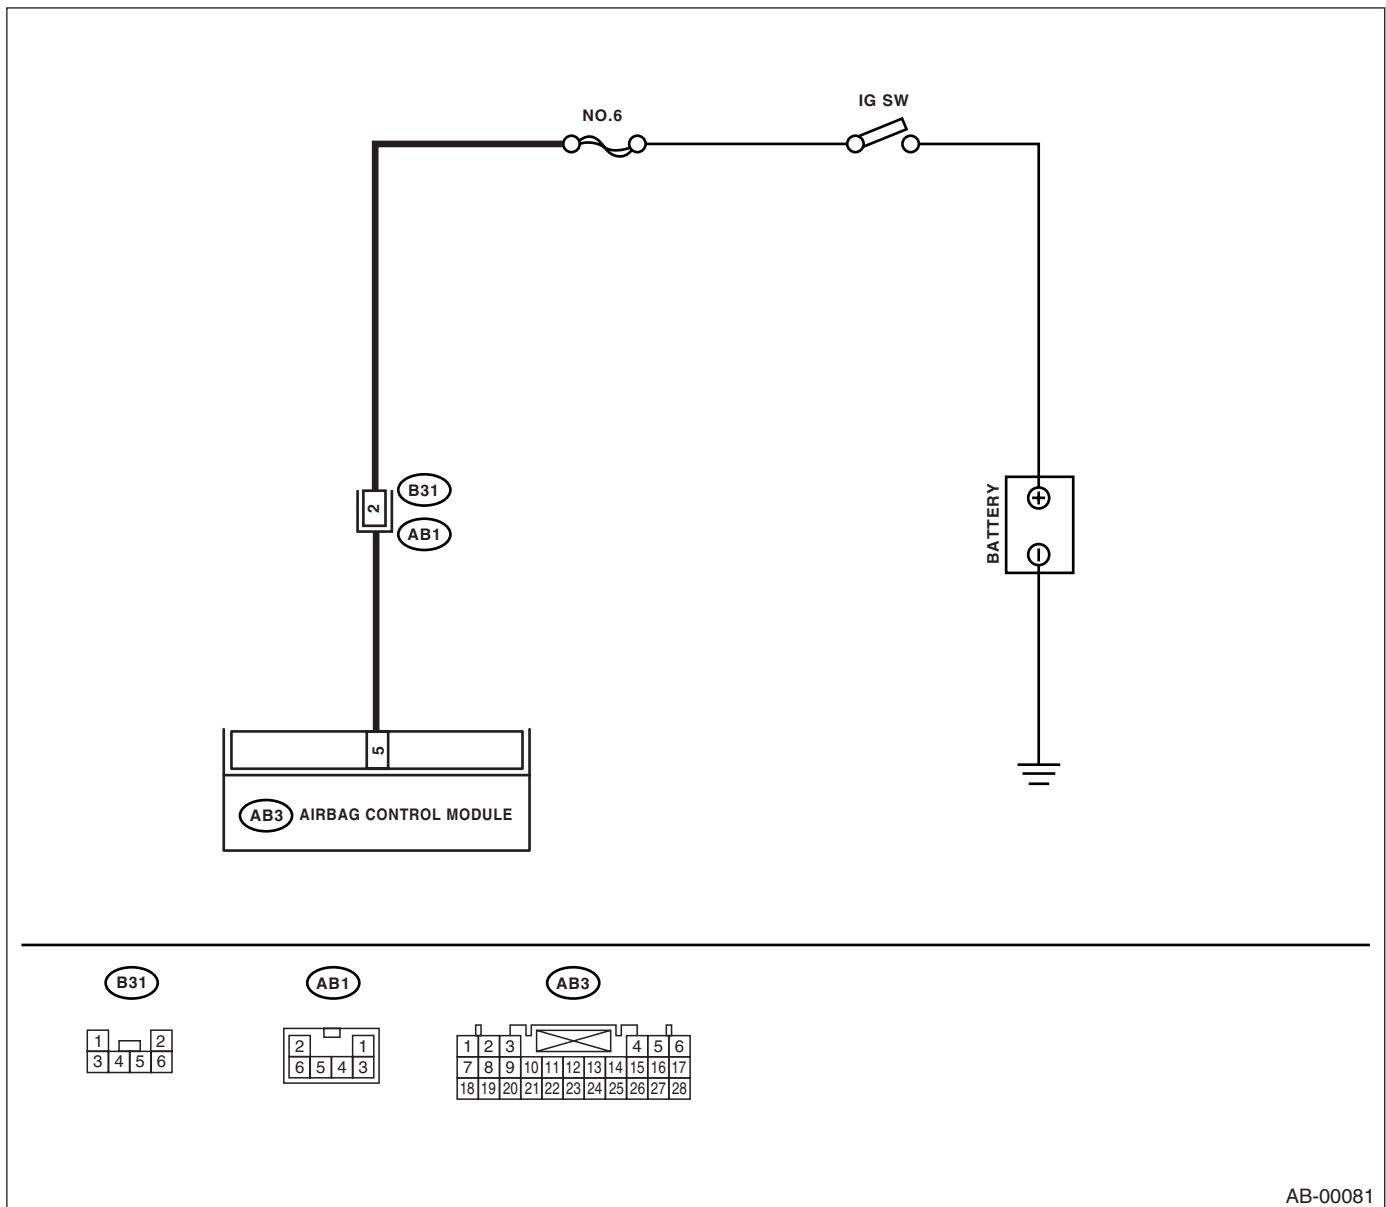 NO.6
IG SW
B31
2
AB1
BATTERY
5
AB3 AIRBAG CONTROL MODULE
B31
AB1
AB3
1 2
3 4 5 6
2 1
6 5 4 3
1 2 3 4 5 6
7 8 9 10 11 12 13 14 15 16 17
18 19 20 21 22 23 24 25 26 27 28
AB-00081